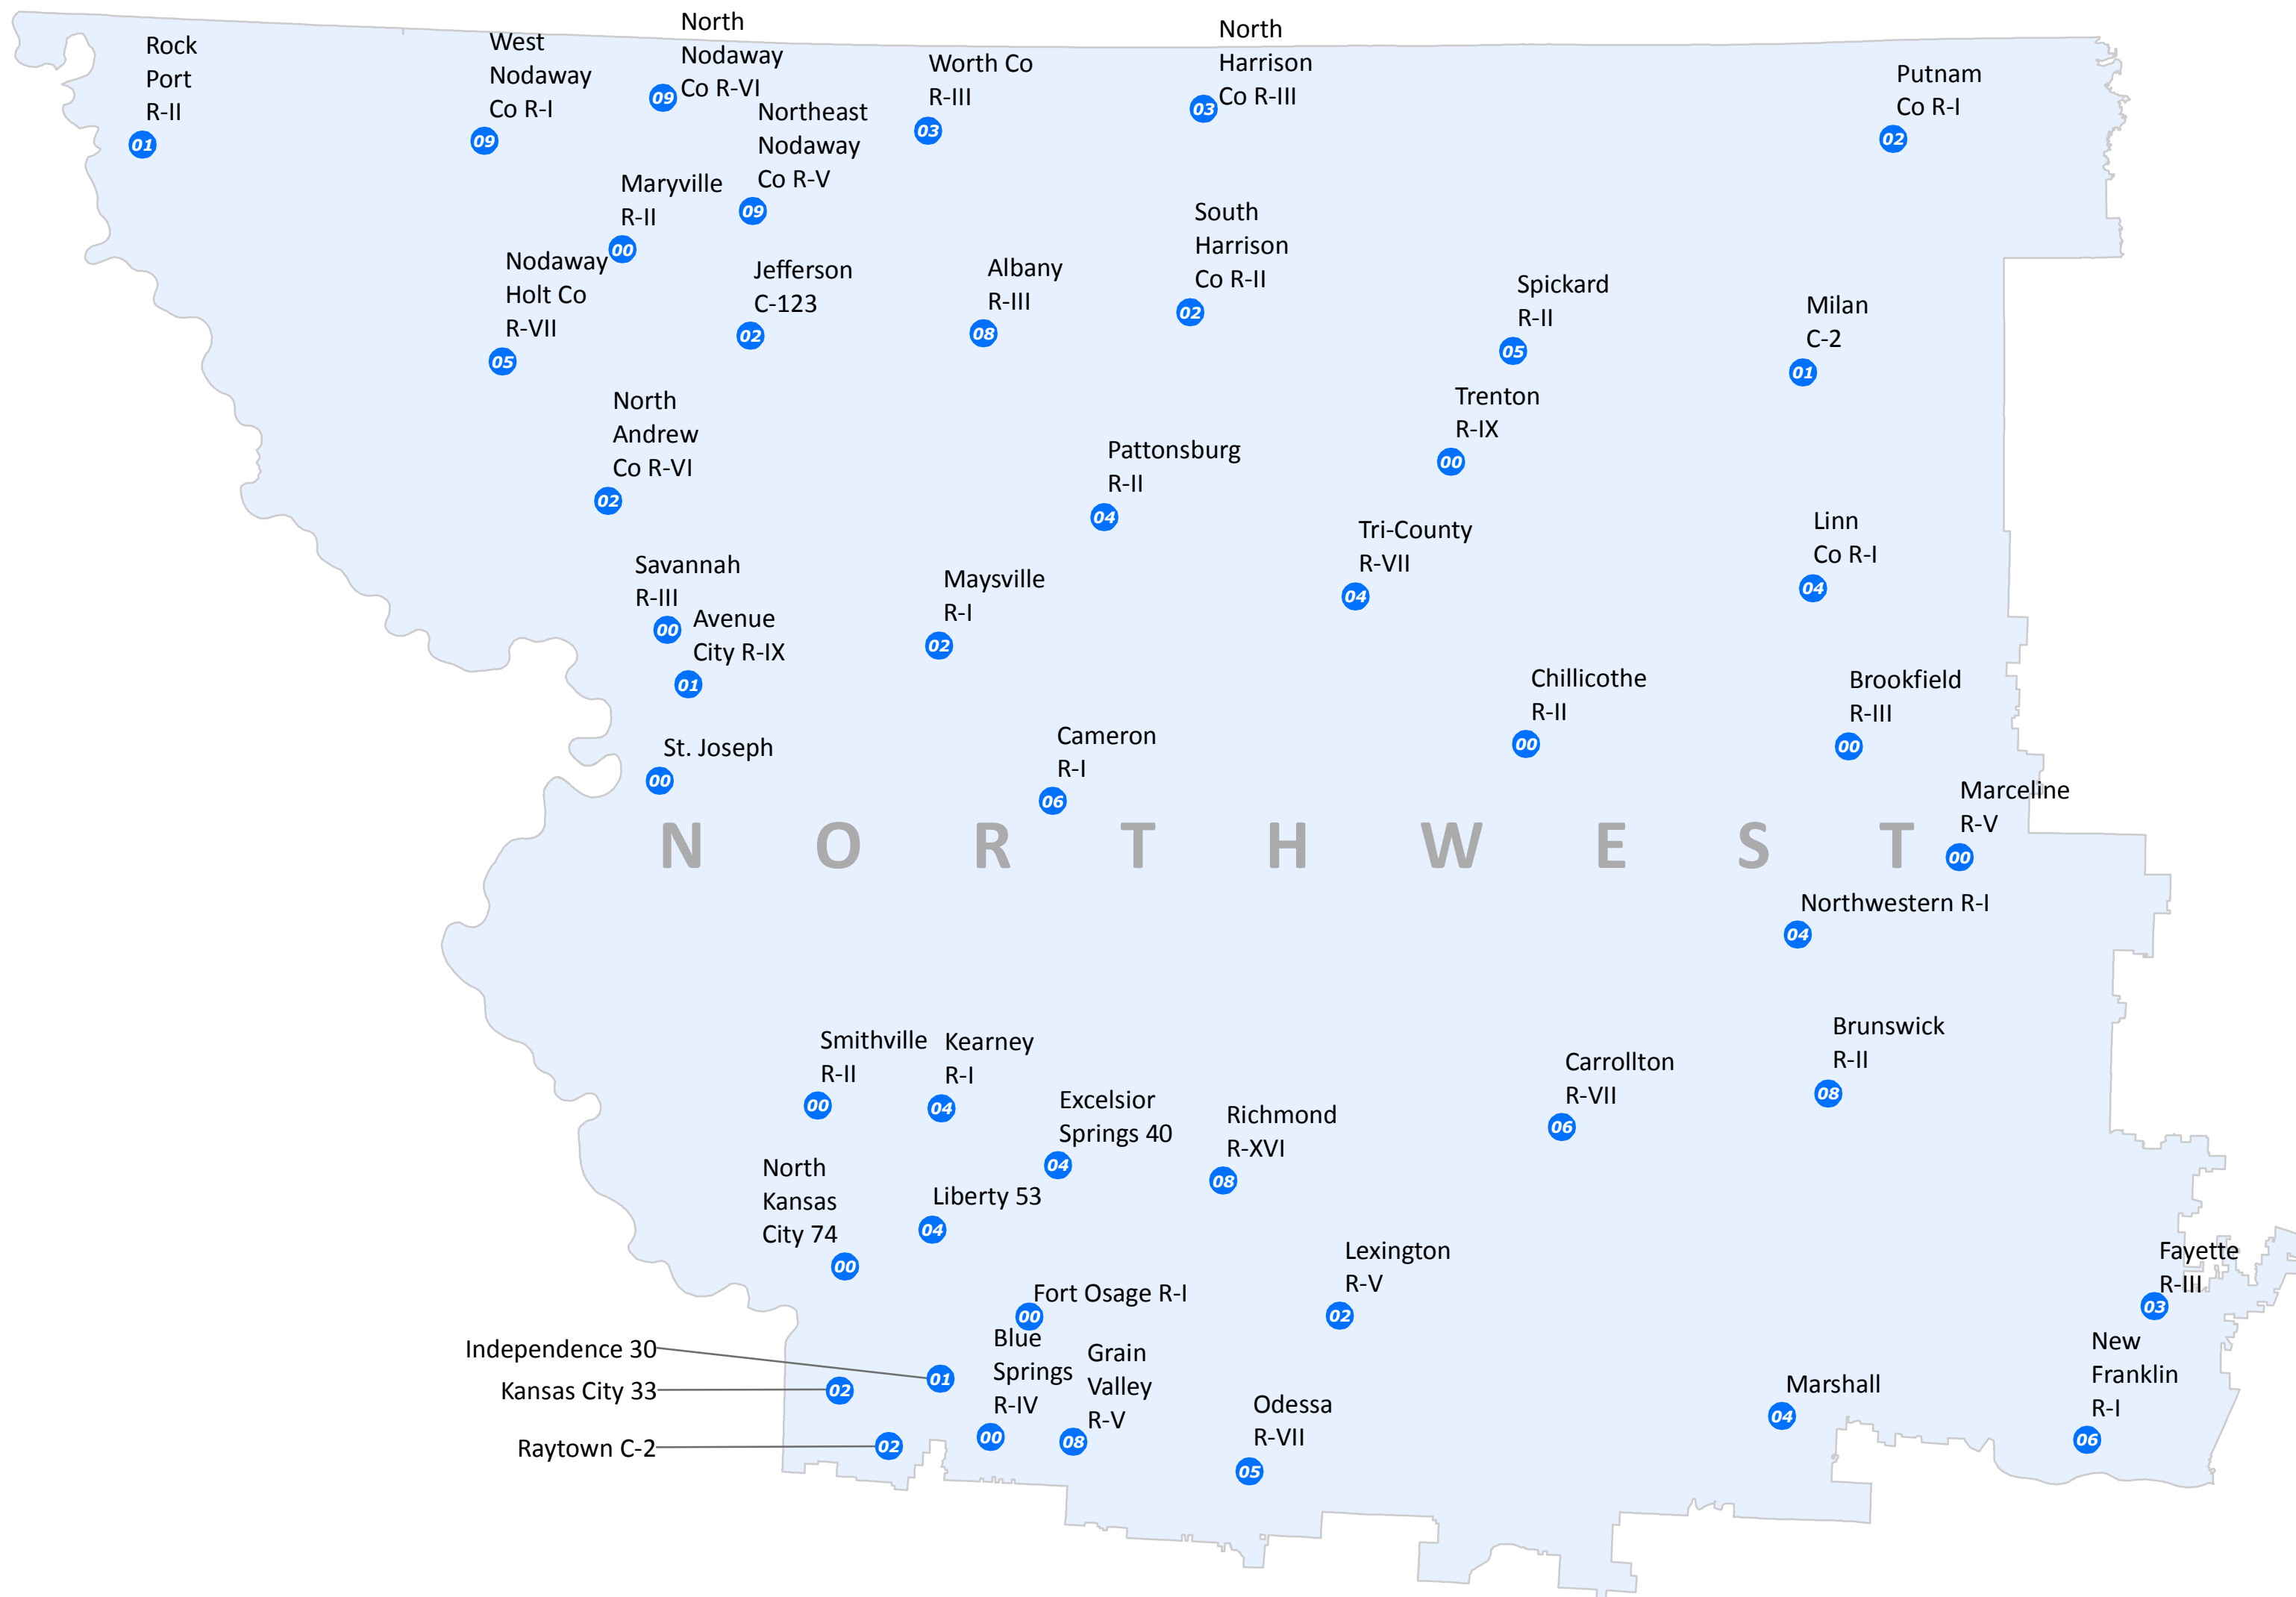 Rock
Port
R-II
01
West
Nodaway
Co R-I
09
North
Nodaway
Co R-VI
09
Northeast
Nodaway
Co R-V
09
Worth Co
R-III
03
North
Harrison
Co R-III
03
Putnam
Co R-I
02
Maryville
R-II
00
Nodaway
Holt Co
R-VII
05
Jefferson
C-123
02
Albany
R-III
08
South
Harrison
Co R-II
02
Spickard
R-II
05
Milan
C-2
01
North
Andrew
Co R-VI
02
Pattonsburg
R-II
04
Trenton
R-IX
00
Tri-County
R-VII
04
Linn
Co R-I
04
Savannah
R-III
00
Avenue
City R-IX
01
Maysville
R-I
02
St. Joseph
00
Cameron
R-I
06
Chillicothe
R-II
00
Brookfield
R-III
00
Marceline
R-V
00
NORTHWEST
Northwestern R-I
04
Smithville
R-II
00
Kearney
R-I
04
Excelsior
Springs 40
04
Richmond
R-XVI
08
Carrollton
R-VII
06
Brunswick
R-II
08
North
Kansas
City 74
00
Liberty 53
04
Fort Osage R-I
00
Lexington
R-V
02
Fayette
R-III
03
Independence 30
01
Kansas City 33
02
Raytown C-2
02
Blue
Springs
R-IV
00
Grain
Valley
R-V
08
Odessa
R-VII
05
Marshall
04
New
Franklin
R-I
06